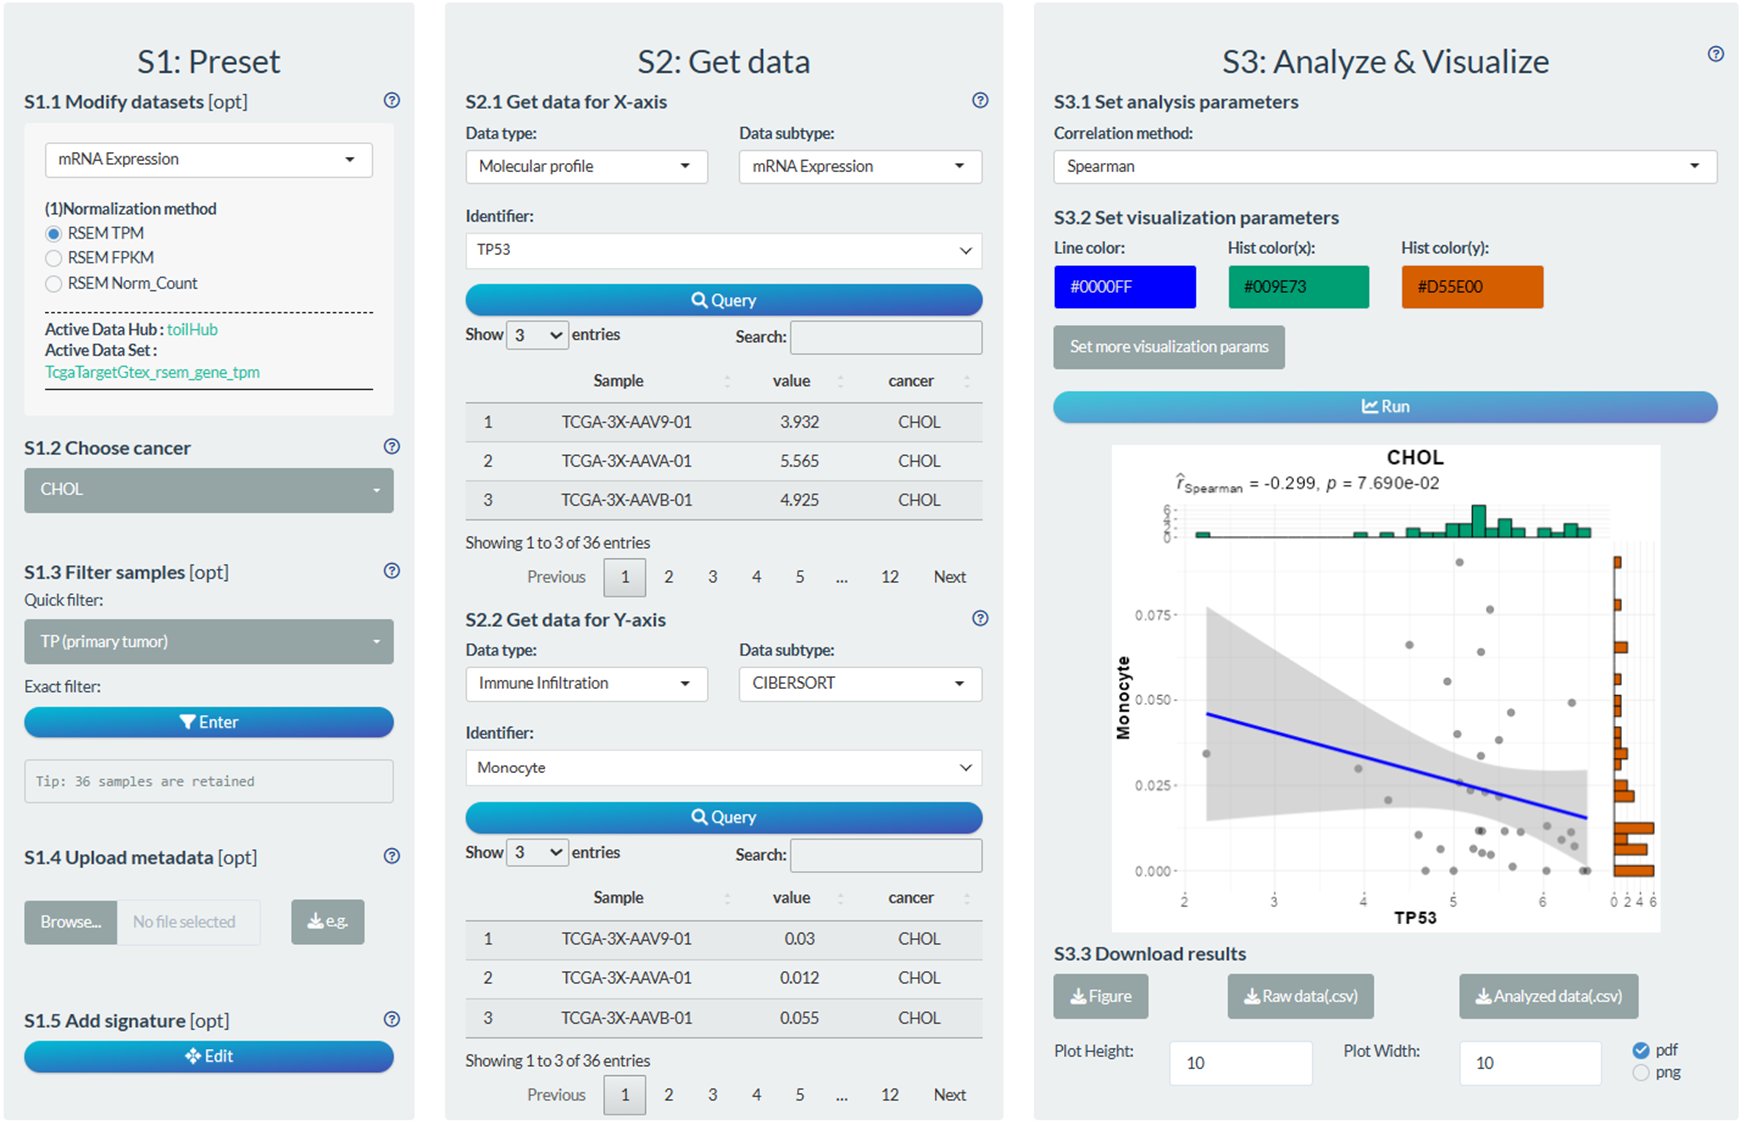 S1: Preset
S1.1 Modify datasets [opt]
mRNA Expression
(1)Normalization method
RSEM TPM
RSEM FPKM
RSEM Norm_Count
Active Data Hub : toilHub
Active Data Set :
TcgaTargetGtex_rsem_gene_tpm
S1.2 Choose cancer
CHOL
S1.3 Filter samples [opt]
Quick filter:
TP (primary tumor)
Exact filter:
Enter
Tip: 36 samples are retained
S1.4 Upload metadata [opt]
Browse... No file selected e.g.
S1.5 Add signature [opt]
Edit
S2: Get data
S2.1 Get data for X-axis
Data type: Data subtype:
Molecular profile mRNA Expression
Identifier:
TP53
Query
Show 3 entries Search:
Sample value cancer
1 TCGA-3X-AAV9-01 3.932 CHOL
2 TCGA-3X-AAVA-01 5.565 CHOL
3 TCGA-3X-AAVB-01 4.925 CHOL
Showing 1 to 3 of 36 entries
Previous 1 2 3 4 5 ... 12 Next
S2.2 Get data for Y-axis
Data type: Data subtype:
Immune Infiltration CIBERSORT
Identifier:
Monocyte
Query
Show 3 entries Search:
Sample value cancer
1 TCGA-3X-AAV9-01 0.03 CHOL
2 TCGA-3X-AAVA-01 0.012 CHOL
3 TCGA-3X-AAVB-01 0.055 CHOL
Showing 1 to 3 of 36 entries
Previous 1 2 3 4 5 ... 12 Next
S3: Analyze & Visualize
S3.1 Set analysis parameters
Correlation method:
Spearman
S3.2 Set visualization parameters
Line color: Hist color(x): Hist color(y):
#0000FF #009E73 #D55E00
Set more visualization params
Run
CHOL
r̂Spearman = -0.299, p = 7.690e-02
6
4
2
0
0.075
0.050
0.025
0.000
Monocyte
2 3 4 5 6 0 2 4 6
TP53
S3.3 Download results
Figure Raw data(.csv) Analyzed data(.csv)
Plot Height: 10 Plot Width: 10 pdf
png